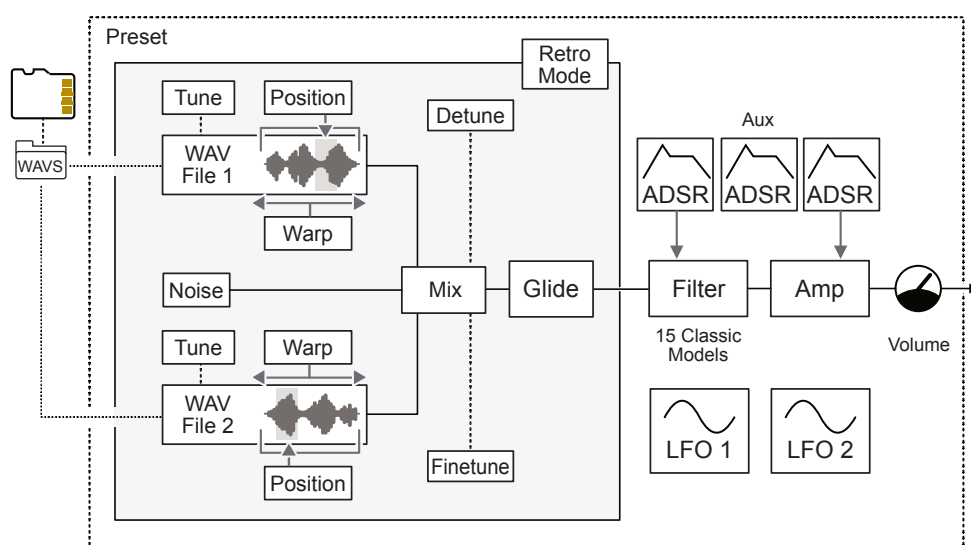 Preset
Retro
Mode
Tune
Position
Detune
Aux
WAVS
WAV
File 1
ADSR
ADSR
ADSR
Warp
Noise
Mix
Glide
Filter
Amp
15 Classic
Models
Volume
Tune
Warp
WAV
File 2
LFO 1
LFO 2
Position
Finetune